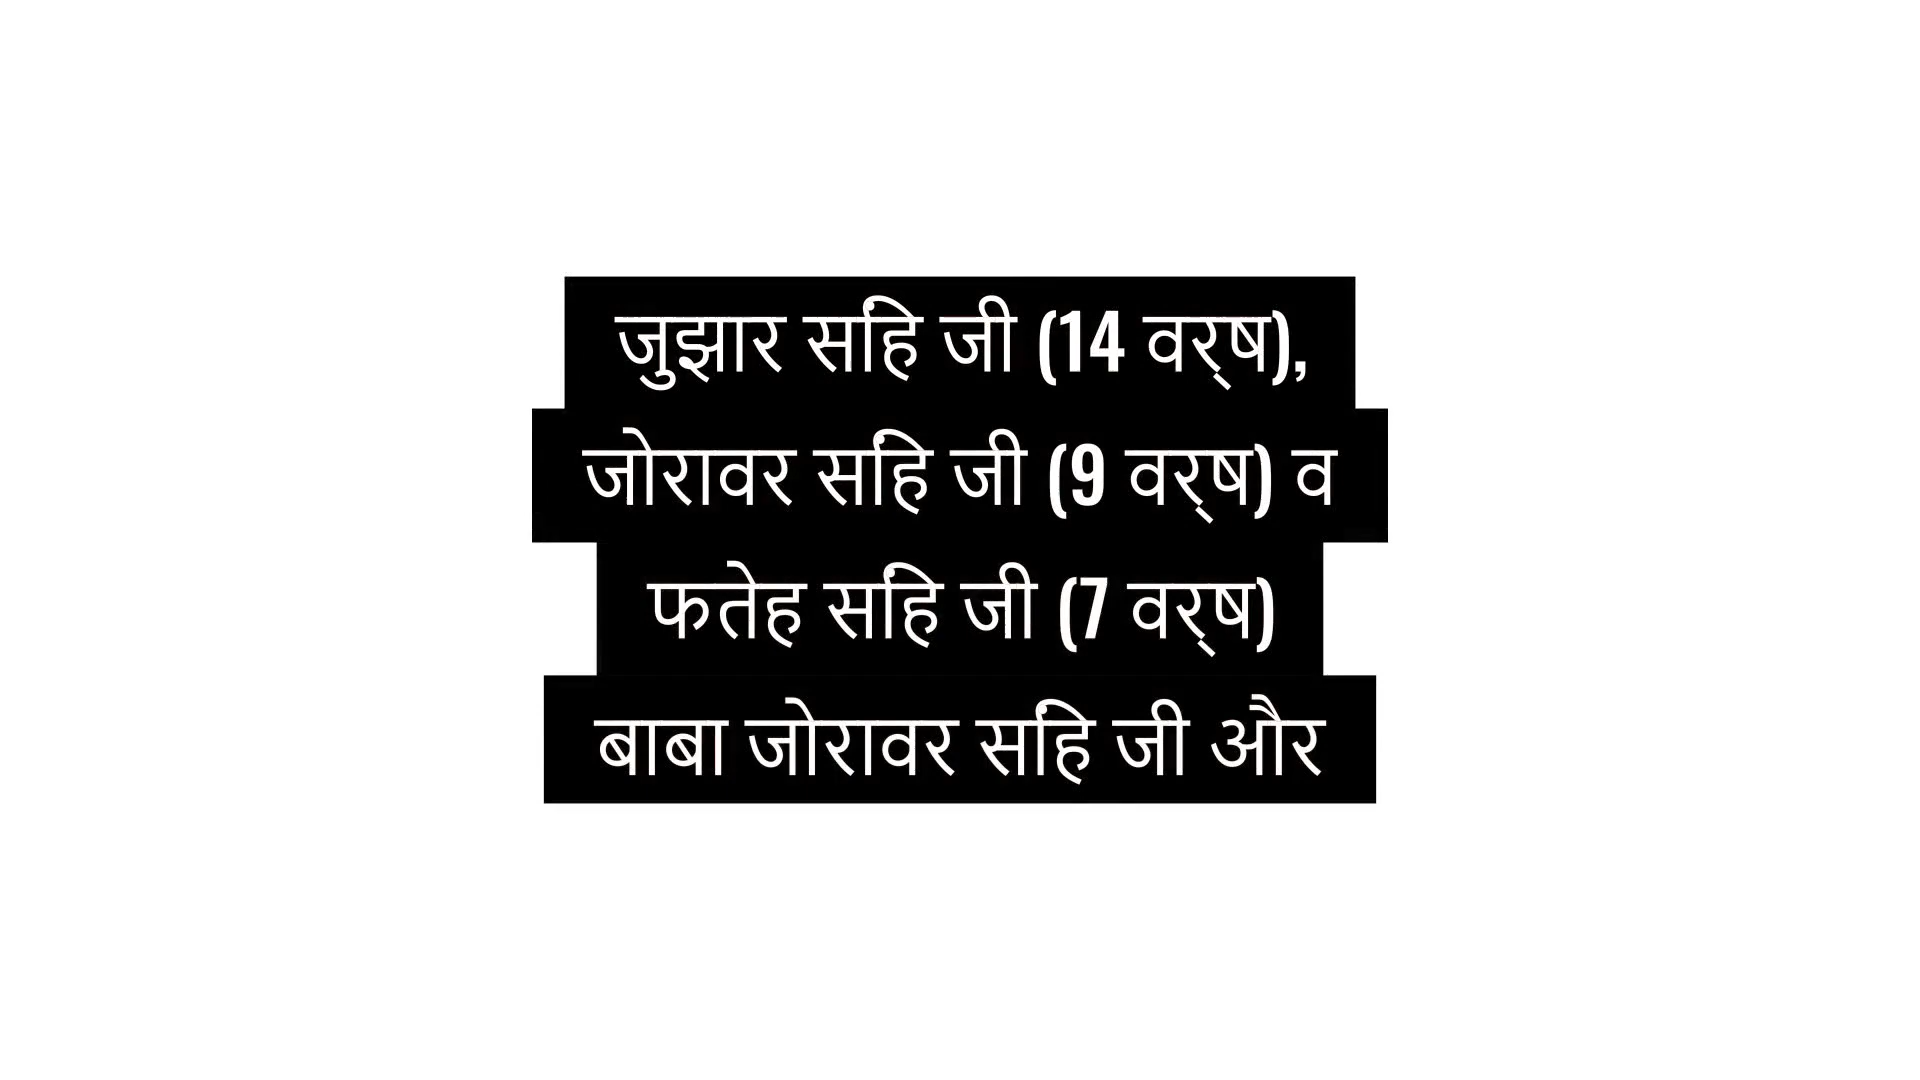 जुझार सहि जी (14 वर्‌ष),
जोरावर सहि जी (9 वर्‌ष) व
फतेह सहि जी (7 वर्‌ष)
बाबा जोरावर सहि जी और